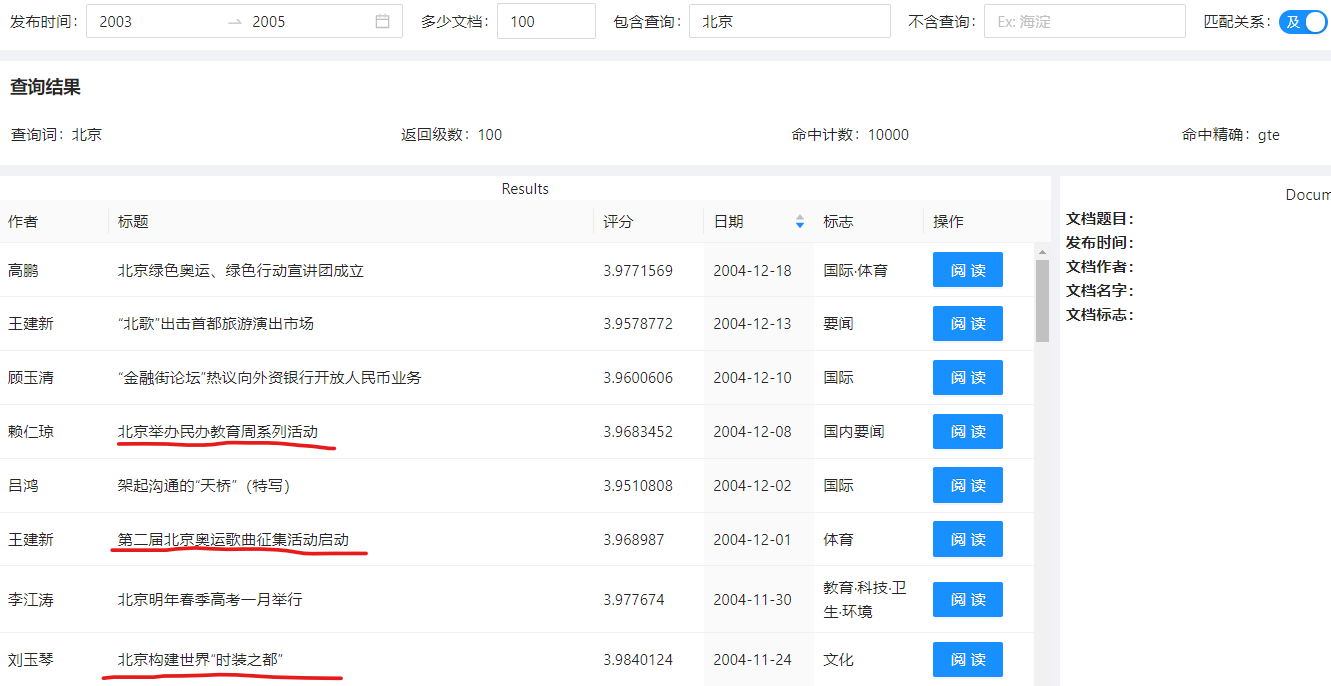 发布时间： 2003 → 2005 多少文档： 100 包含查询： 北京 不含查询： Ex: 海淀 匹配关系： 及
查询结果
查询词：北京 返回级数：100 命中计数：10000 命中精确：gte
Results
Docum
作者 标题 评分 日期 标志 操作
高鹏 北京绿色奥运、绿色行动宣讲团成立 3.9771569 2004-12-18 国际·体育 阅 读
王建新 “北歌”出击首都旅游演出市场 3.9578772 2004-12-13 要闻 阅 读
顾玉清 “金融街论坛”热议向外资银行开放人民币业务 3.9600606 2004-12-10 国际 阅 读
赖仁琼 北京举办民办教育周系列活动 3.9683452 2004-12-08 国内要闻 阅 读
吕鸿 架起沟通的“天桥”（特写） 3.9510808 2004-12-02 国际 阅 读
王建新 第二届北京奥运歌曲征集活动启动 3.968987 2004-12-01 体育 阅 读
李江涛 北京明年春季高考一月举行 3.977674 2004-11-30 教育·科技·卫
生·环境 阅 读
刘玉琴 北京构建世界“时装之都” 3.9840124 2004-11-24 文化 阅 读
文档题目：
发布时间：
文档作者：
文档名字：
文档标志：